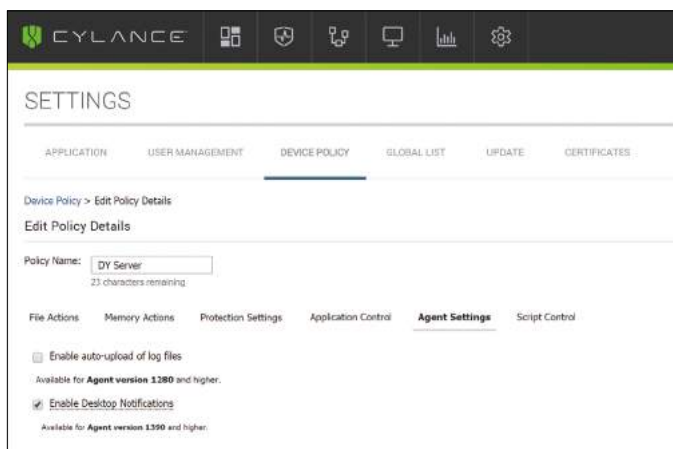 CYLANCE
SETTINGS
APPLICATION USER MANAGEMENT DEVICE POLICY GLOBAL LIST UPDATE CERTIFICATES
Device Policy > Edit Policy Details
Edit Policy Details
Policy Name: DY Server
23 characters remaining
File Actions Memory Actions Protection Settings Application Control Agent Settings Script Control
Enable auto-upload of log files
Available for Agent version 1280 and higher.
Enable Desktop Notifications
Available for Agent version 1390 and higher.